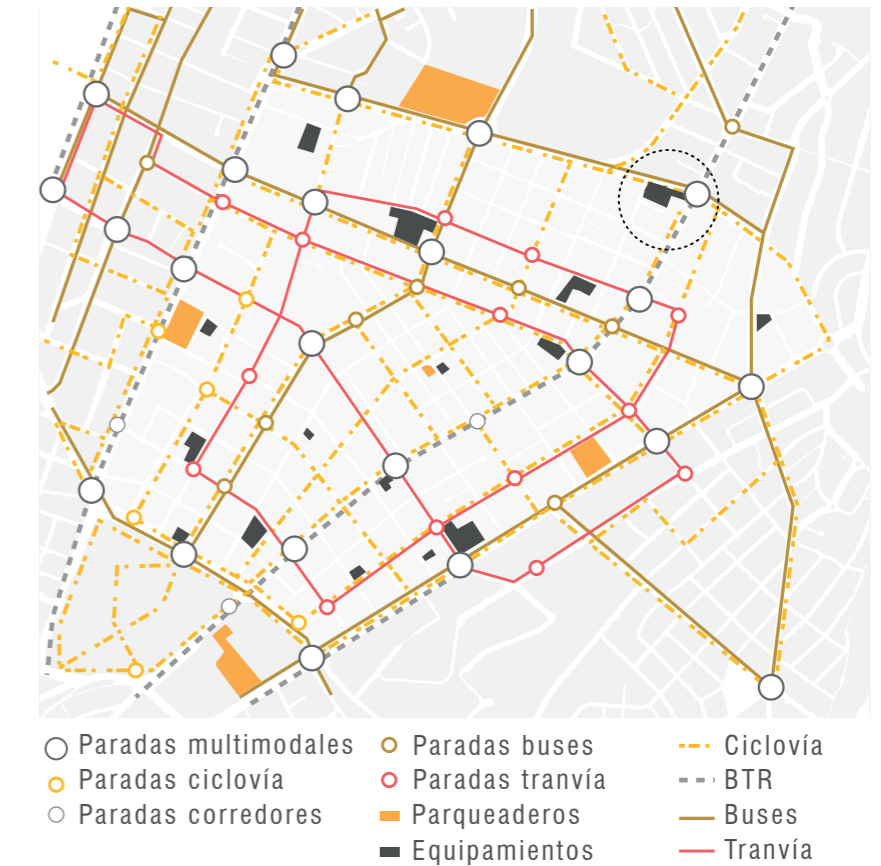 Paradas multimodales
Paradas ciclovía
Paradas corredores
Paradas buses
Paradas tranvía
Parqueaderos
Equipamientos
Ciclovía
BTR
Buses
Tranvía